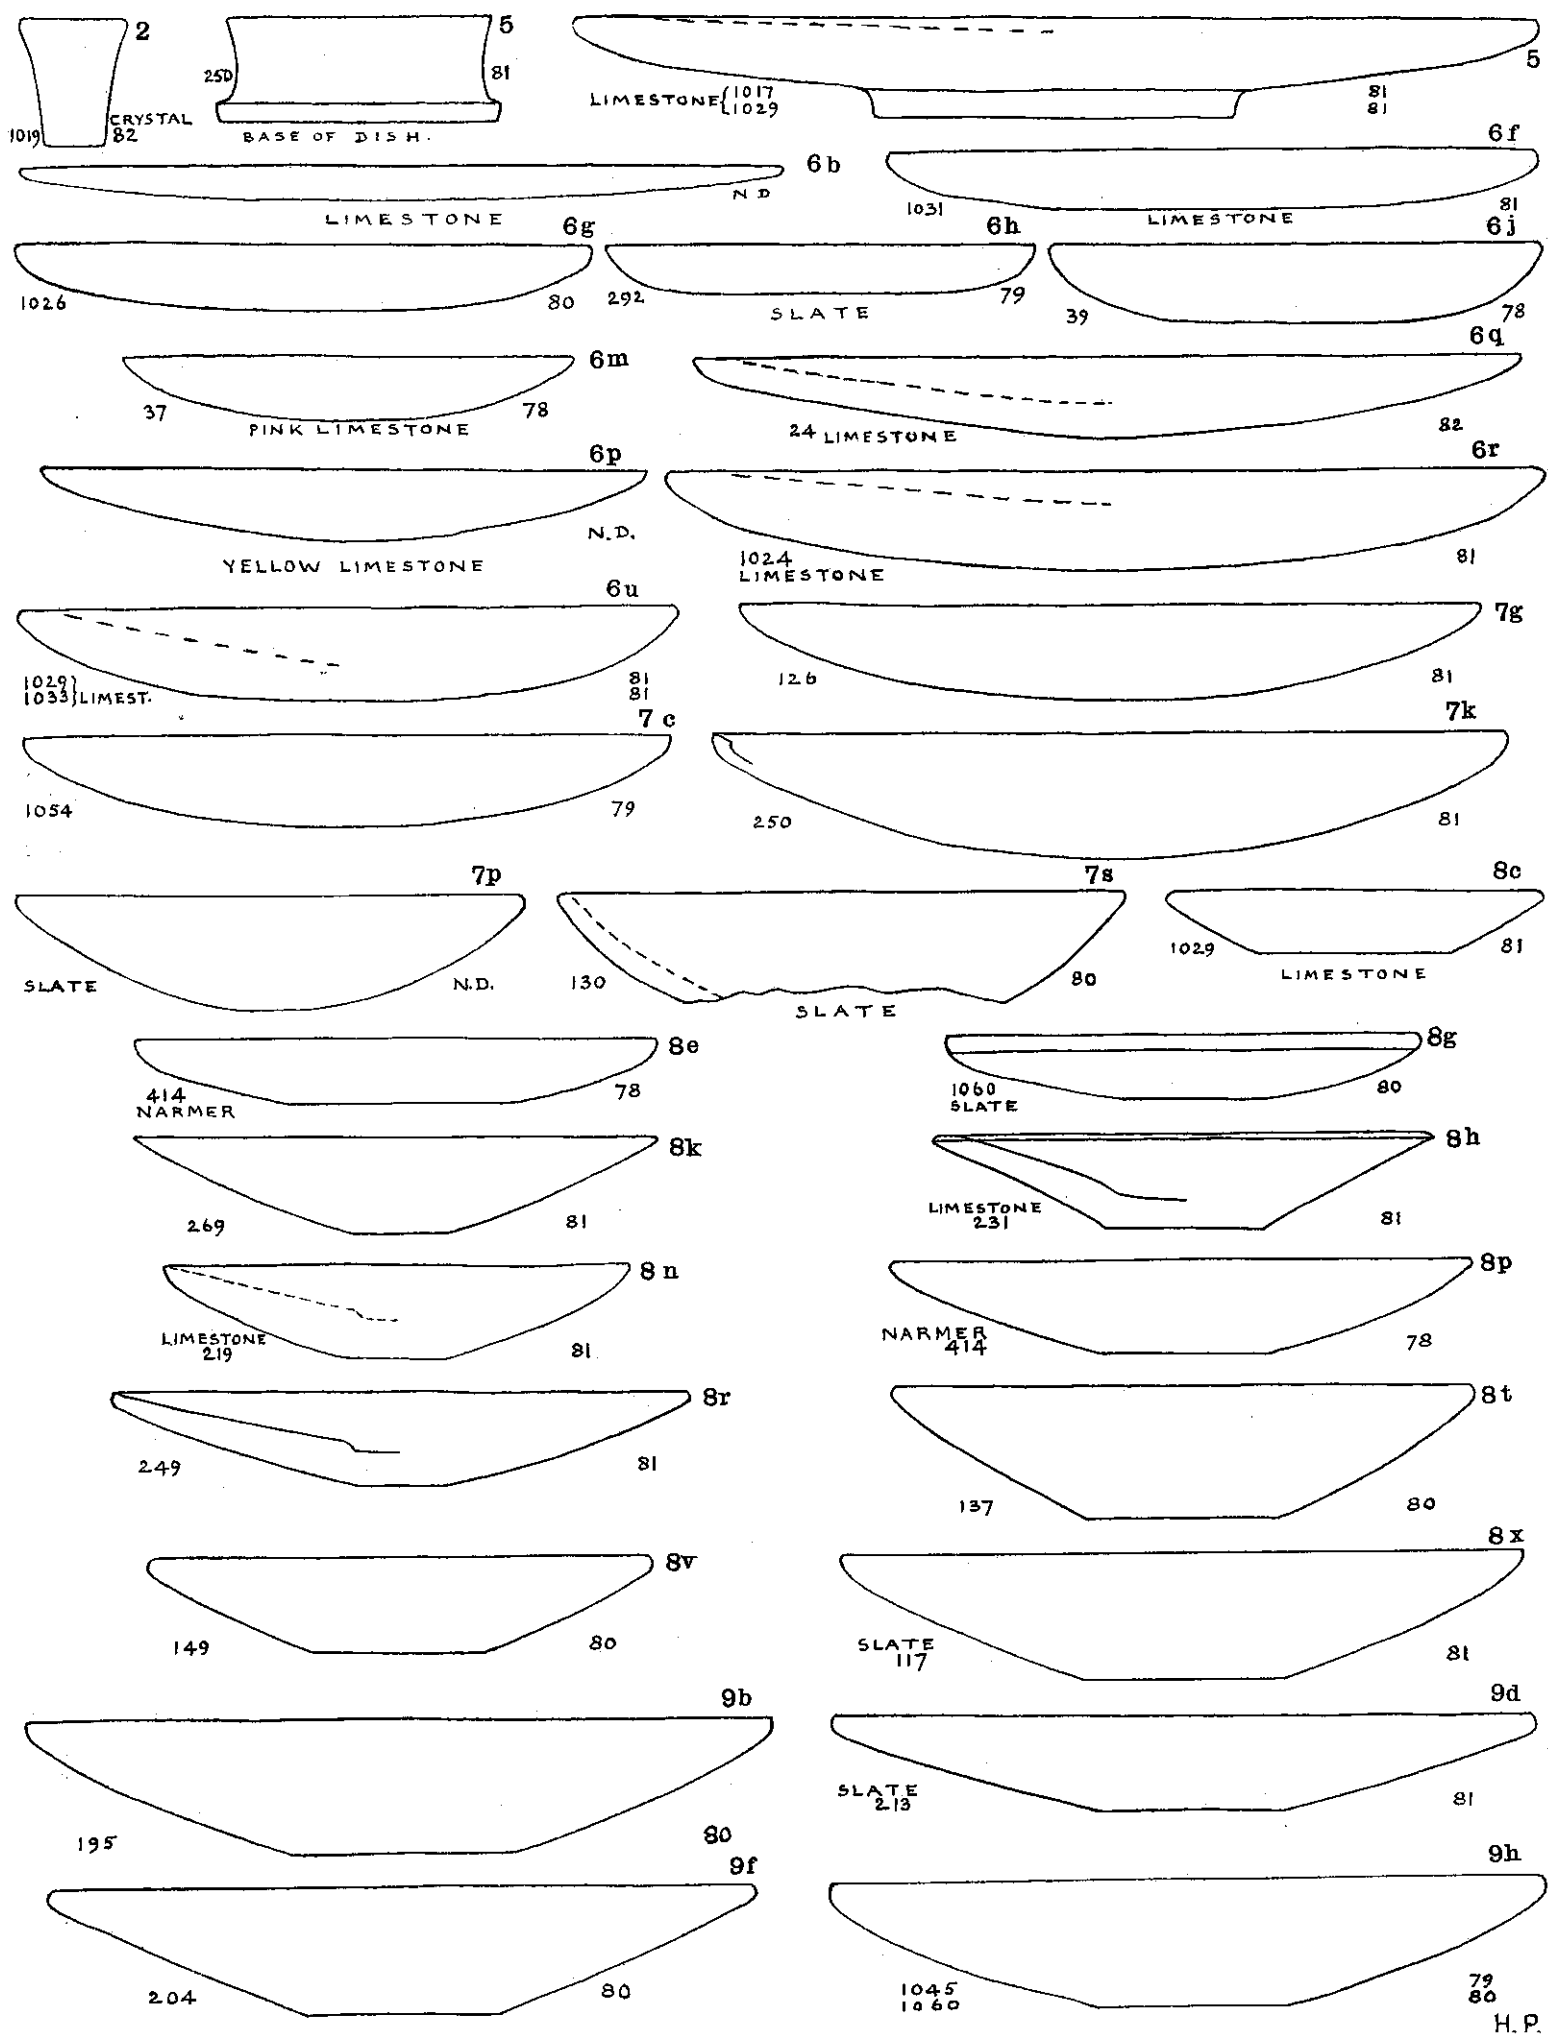 2
CRYSTAL
1019 82
5
250 81
BASE OF DISH.
5
LIMESTONE { 1017 81
1029 81
6b
N D
LIMESTONE
6f
1031 81
LIMESTONE
6g
1026 80
6h
292 79
SLATE
6j
39 78
6m
37 78
PINK LIMESTONE
6q
24 LIMESTONE 82
6p
N.D.
YELLOW LIMESTONE
6r
1024 81
LIMESTONE
6u
1029 81
1033 } LIMEST. 81
7g
126 81
7c
1054 79
7k
250 81
7p
SLATE N.D.
7s
130 80
SLATE
8c
1029 81
LIMESTONE
8e
414 78
NARMER
8g
1060 80
SLATE
8k
269 81
8h
LIMESTONE
231 81
8n
LIMESTONE
219 81
8p
NARMER
414 78
8r
249 81
8t
137 80
8v
149 80
8x
SLATE
117 81
9b
195 80
9d
SLATE
213 81
9f
204 80
9h
1045 79
1060 80
H.P.